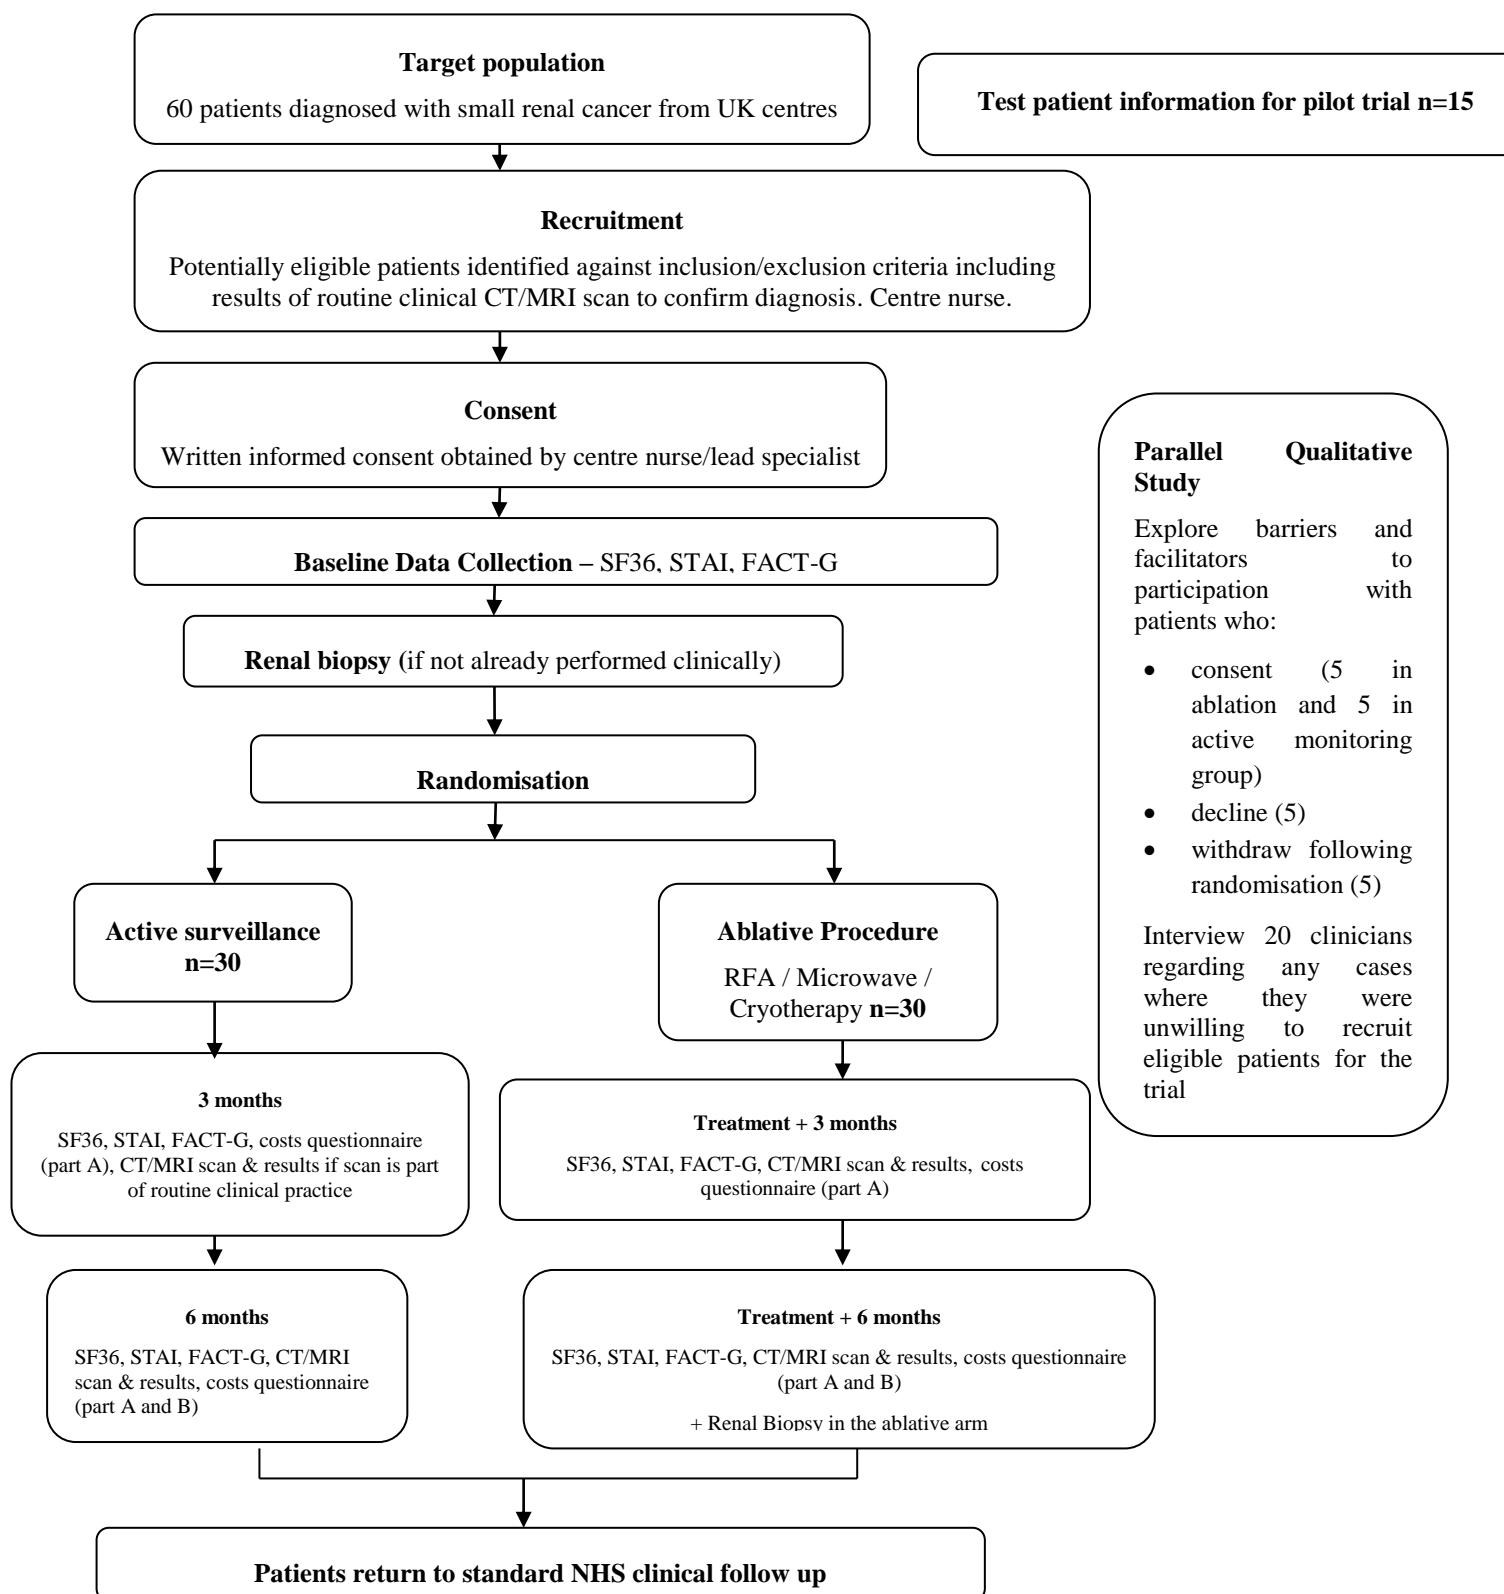 Target population
60 patients diagnosed with small renal cancer from UK centres
Test patient information for pilot trial n=15
Recruitment
Potentially eligible patients identified against inclusion/exclusion criteria including
results of routine clinical CT/MRI scan to confirm diagnosis. Centre nurse.
Consent
Written informed consent obtained by centre nurse/lead specialist
Baseline Data Collection – SF36, STAI, FACT-G
Renal biopsy (if not already performed clinically)
Randomisation
Active surveillance
n=30
Ablative Procedure
RFA / Microwave /
Cryotherapy n=30
3 months
SF36, STAI, FACT-G, costs questionnaire
(part A), CT/MRI scan & results if scan is part
of routine clinical practice
Treatment + 3 months
SF36, STAI, FACT-G, CT/MRI scan & results, costs
questionnaire (part A)
6 months
SF36, STAI, FACT-G, CT/MRI
scan & results, costs questionnaire
(part A and B)
Treatment + 6 months
SF36, STAI, FACT-G, CT/MRI scan & results, costs questionnaire
(part A and B)
+ Renal Biopsy in the ablative arm
Patients return to standard NHS clinical follow up
Parallel Qualitative
Study
Explore barriers and
facilitators to
participation with
patients who:
• consent (5 in
ablation and 5 in
active monitoring
group)
• decline (5)
• withdraw following
randomisation (5)
Interview 20 clinicians
regarding any cases
where they were
unwilling to recruit
eligible patients for the
trial